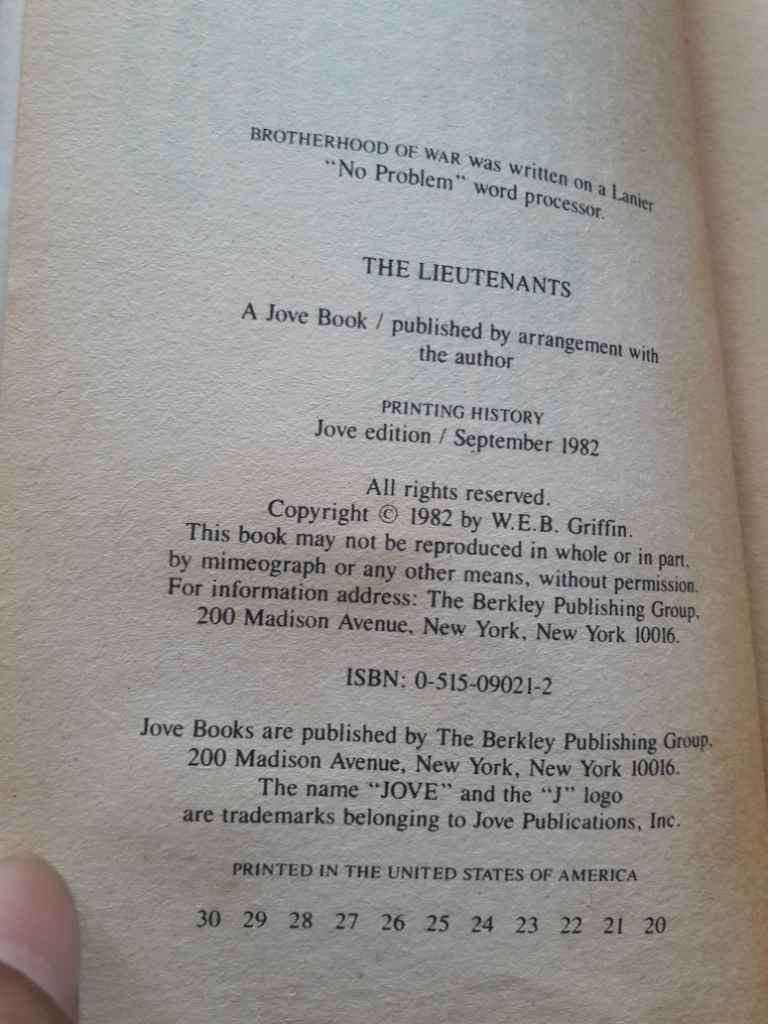 BROTHERHOOD OF WAR was written on a Lanier
"No Problem" word processor.
THE LIEUTENANTS
A Jove Book / published by arrangement with
the author
PRINTING HISTORY
Jove edition / September 1982
All rights reserved.
Copyright © 1982 by W.E.B. Griffin.
This book may not be reproduced in whole or in part,
by mimeograph or any other means, without permission.
For information address: The Berkley Publishing Group,
200 Madison Avenue, New York, New York 10016.
ISBN: 0-515-09021-2
Jove Books are published by The Berkley Publishing Group,
200 Madison Avenue, New York, New York 10016.
The name "JOVE" and the "J" logo
are trademarks belonging to Jove Publications, Inc.
PRINTED IN THE UNITED STATES OF AMERICA
30 29 28 27 26 25 24 23 22 21 20